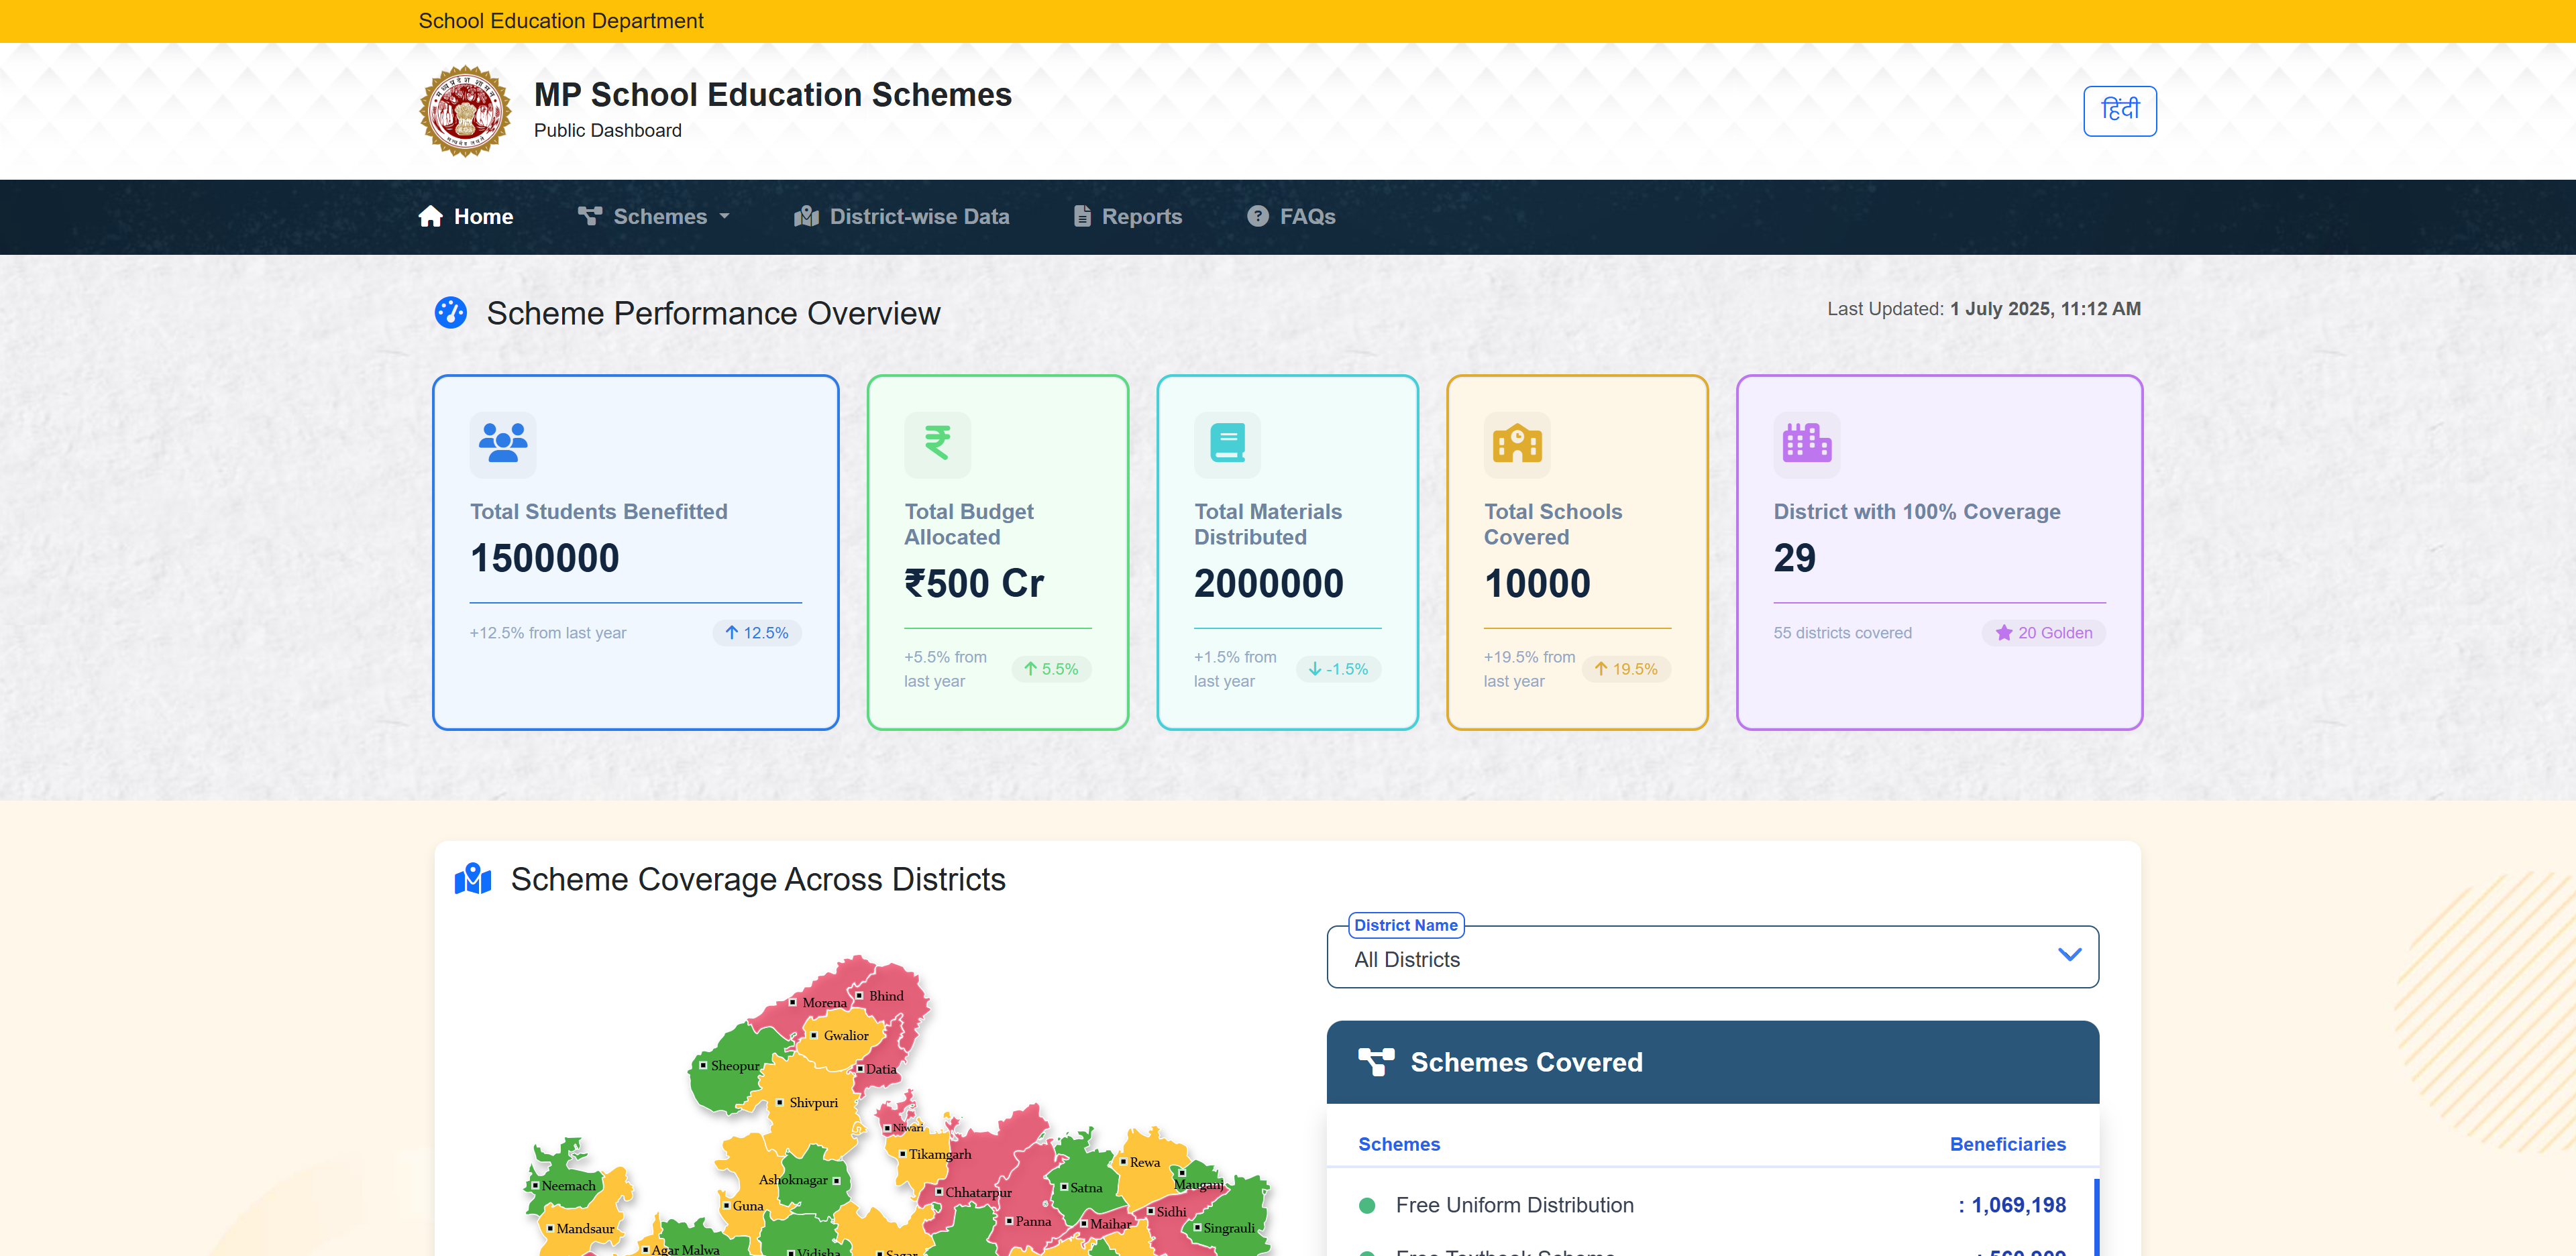 School Education Department
MP School Education Schemes
Public Dashboard
हिंदी
Home
Schemes
District-wise Data
Reports
FAQs
Scheme Performance Overview
Last Updated: 1 July 2025, 11:12 AM
Total Students Benefitted
1500000
+12.5% from last year
12.5%
Total Budget
Allocated
₹500 Cr
+5.5% from
last year
5.5%
Total Materials
Distributed
2000000
+1.5% from
last year
-1.5%
Total Schools
Covered
10000
+19.5% from
last year
19.5%
District with 100% Coverage
29
55 districts covered
20 Golden
Scheme Coverage Across Districts
Morena
Bhind
Gwalior
Sheopur
Datia
Shivpuri
Niwari
Tikamgarh
Rewa
Ashoknagar
Mauganj
Neemach
Satna
Chhatarpur
Guna
Sidhi
Panna
Maihar
Mandsaur
Singrauli
Agar Malwa
Vidisha
Sagar
District Name
All Districts
Schemes Covered
Schemes
Beneficiaries
Free Uniform Distribution
: 1,069,198
Free Textbook Scheme
: 560,909